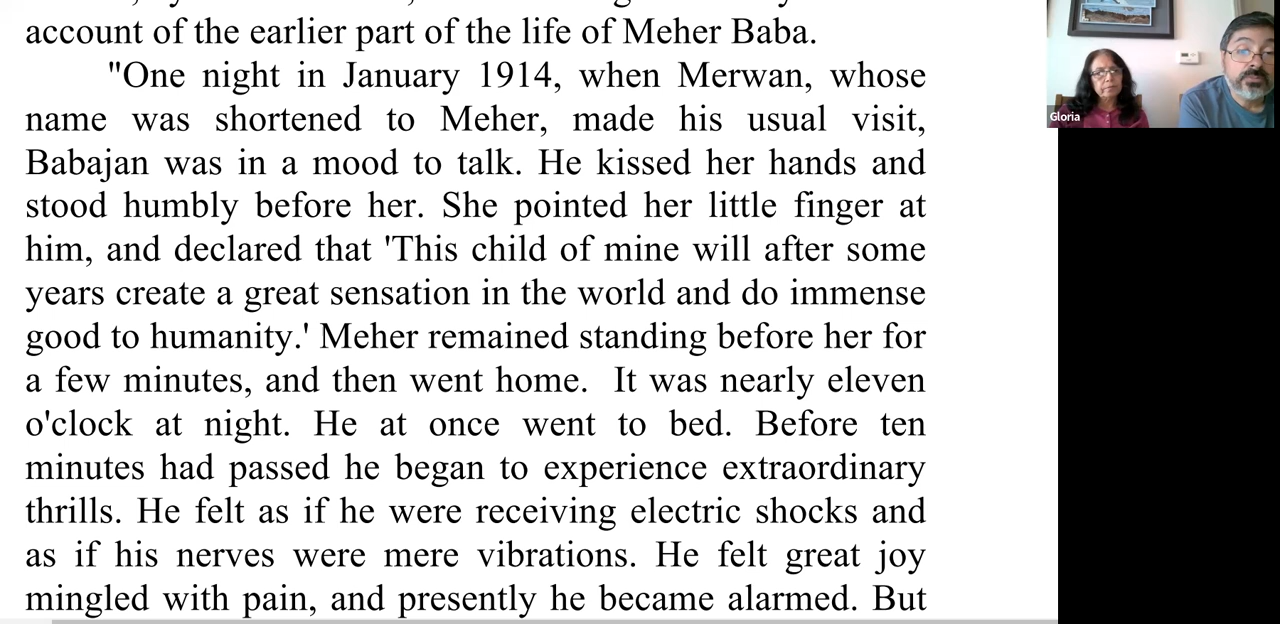 account of the earlier part of the life of Meher Baba.
"One night in January 1914, when Merwan, whose
name was shortened to Meher, made his usual visit,
Babajan was in a mood to talk. He kissed her hands and
stood humbly before her. She pointed her little finger at
him, and declared that 'This child of mine will after some
years create a great sensation in the world and do immense
good to humanity.' Meher remained standing before her for
a few minutes, and then went home.  It was nearly eleven
o'clock at night. He at once went to bed. Before ten
minutes had passed he began to experience extraordinary
thrills. He felt as if he were receiving electric shocks and
as if his nerves were mere vibrations. He felt great joy
mingled with pain, and presently he became alarmed. But
Gloria